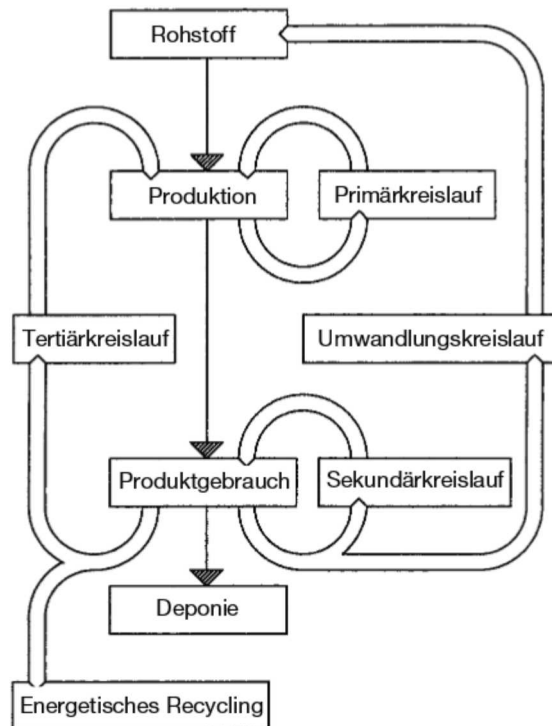 Rohstoff
Produktion
Primärkreislauf
Tertiärkreislauf
Umwandlungskreislauf
Produktgebrauch
Sekundärkreislauf
Deponie
Energetisches Recycling